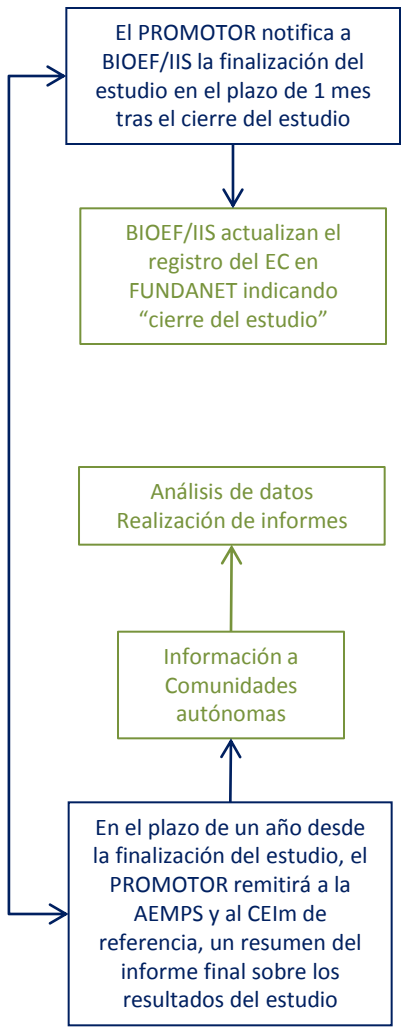 El PROMOTOR notifica a
BIOEF/IIS la finalización del
estudio en el plazo de 1 mes
tras el cierre del estudio
BIOEF/IIS actualizan el
registro del EC en
FUNDANET indicando
“cierre del estudio”
Análisis de datos
Realización de informes
Información a
Comunidades
autónomas
En el plazo de un año desde
la finalización del estudio, el
PROMOTOR remitirá a la
AEMPS y al CEIm de
referencia, un resumen del
informe final sobre los
resultados del estudio